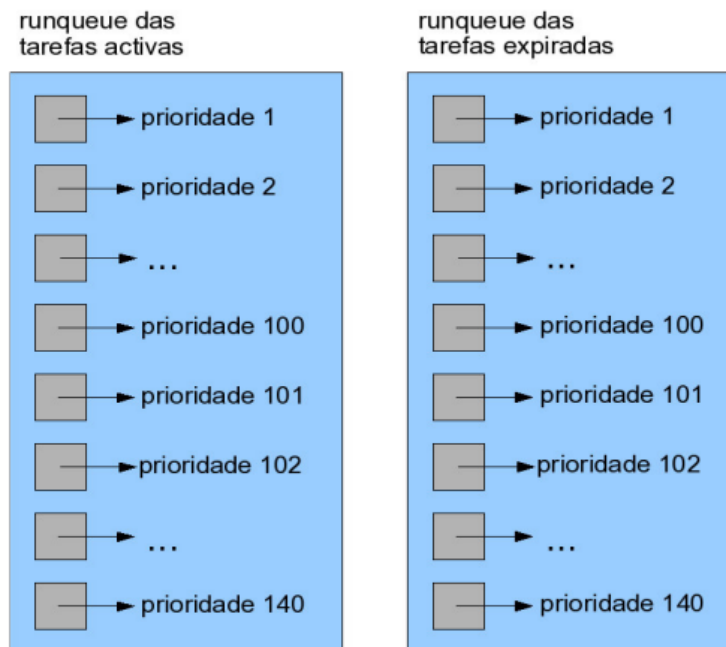 runqueue das
tarefas activas
prioridade 1
prioridade 2
...
prioridade 100
prioridade 101
prioridade 102
...
prioridade 140
runqueue das
tarefas expiradas
prioridade 1
prioridade 2
...
prioridade 100
prioridade 101
prioridade 102
...
prioridade 140